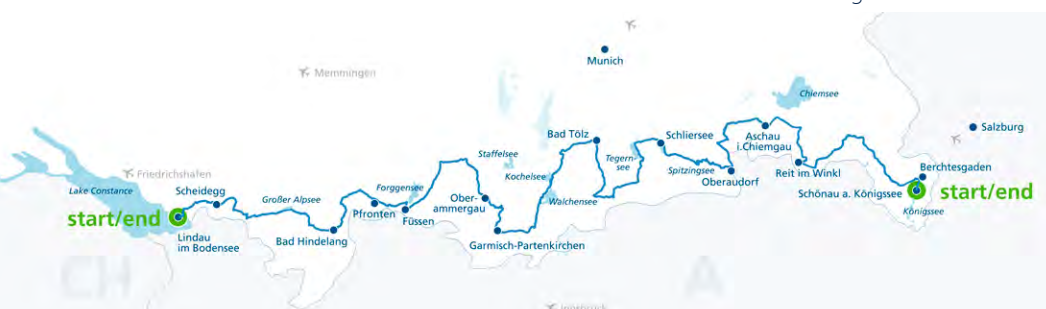 Munich
Memmingen
Chiemsee
Salzburg
Bad Tölz
Schliersee
Aschau
i.Chiemgau
Staffelsee
Tegern-
see
Friedrichshafen
Kochelsee
Spitzingsee
Oberaudorf
Reit im Winkl
Berchtesgaden
Lake Constance
Scheidegg
Forggensee
Ober-
ammergau
Schönau a. Königssee
start/end
Großer Alpsee
Walchensee
Königsee
Pfronten
Füssen
start/end
Lindau
im Bodensee
Bad Hindelang
Garmisch-Partenkirchen
CH
A
Innsbruck